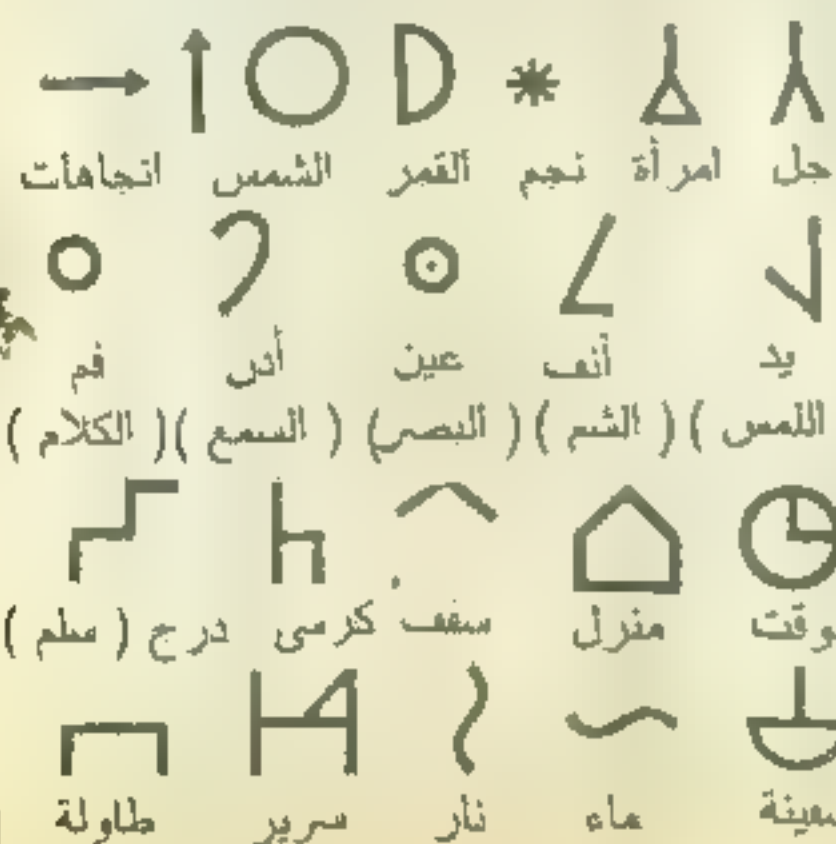 جل امرأة نجم القمر الشمس اتجاهات
يد أنف عين أذن فم
اللمس ) ( الشم ) ( البصر ) ( السمع ) ( الكلام )
وقت منزل سقف كرسى درج ( سلم )
ماء نار سرير طاولة